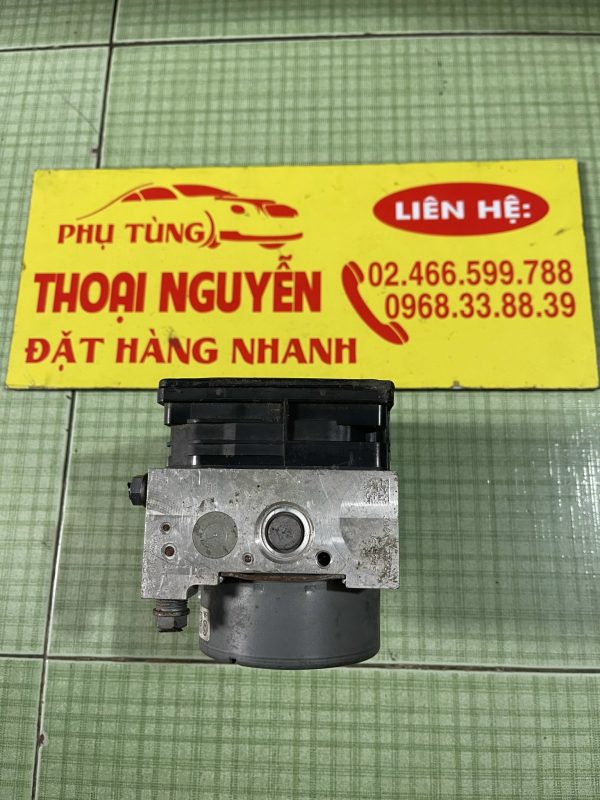 PHỤ TÙNG
LIÊN HỆ:
THOẠI NGUYỄN
02.466.599.788
0968.33.88.39
ĐẶT HÀNG NHANH